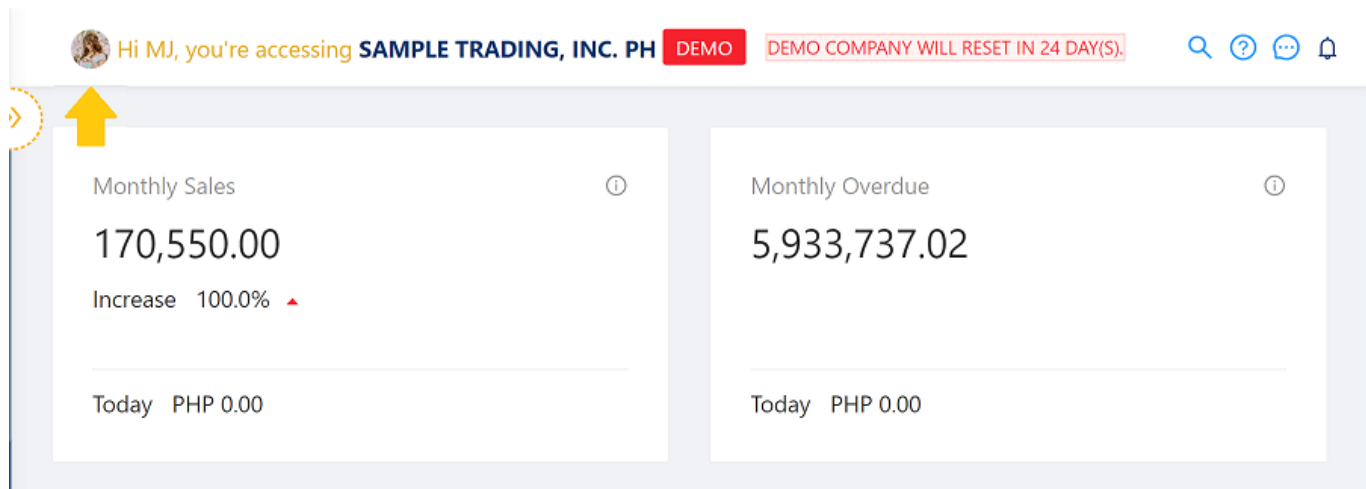 Hi MJ, you're accessing SAMPLE TRADING, INC. PH DEMO DEMO COMPANY WILL RESET IN 24 DAY(S).
Monthly Sales
170,550.00
Increase 100.0%
Today PHP 0.00
Monthly Overdue
5,933,737.02
Today PHP 0.00